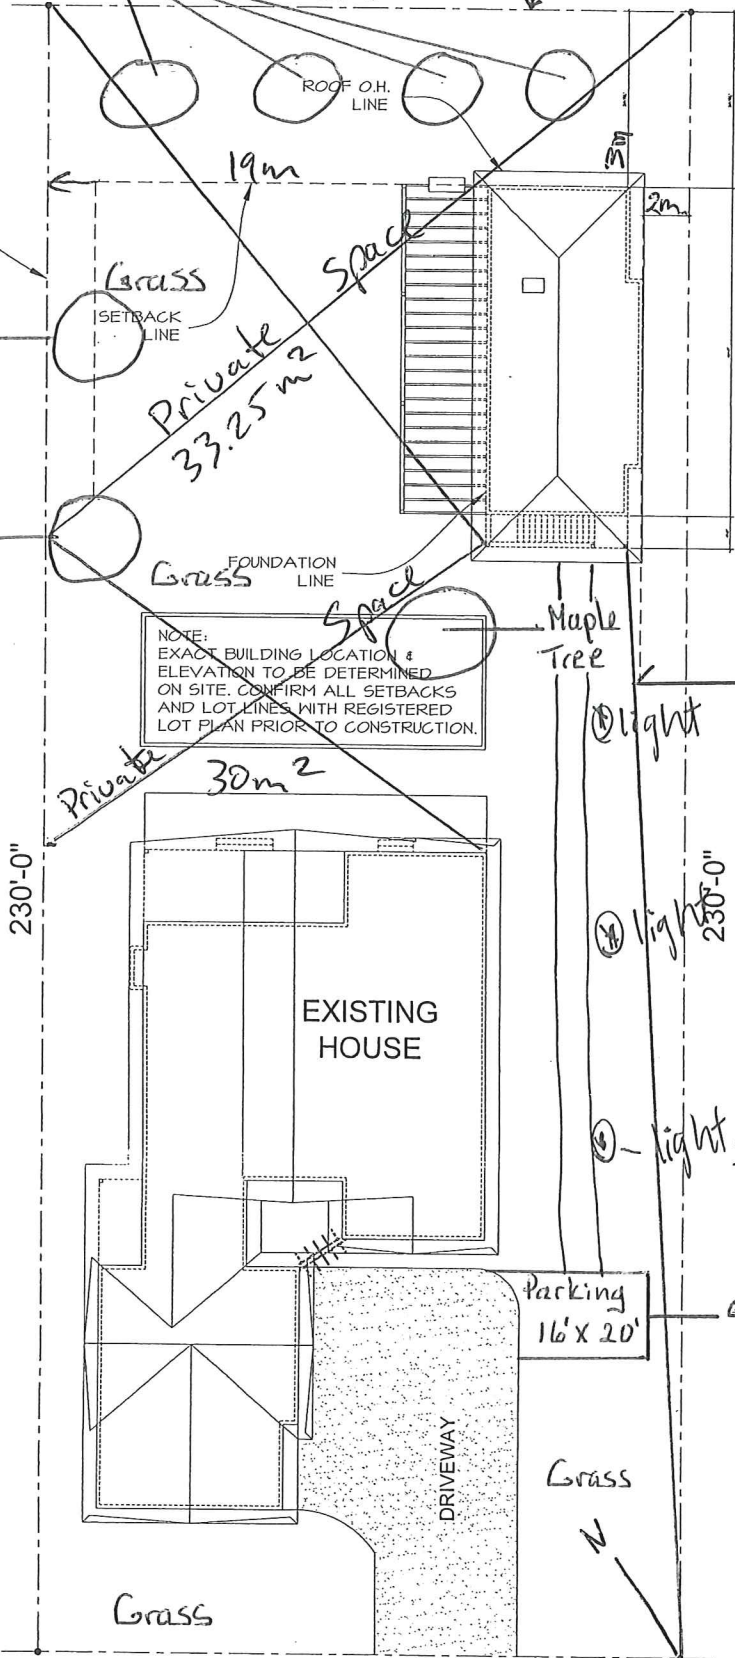 ROOF O.H.
LINE
3m
19m
2m
Grass
SETBACK
LINE
Private Space
33.25 m²
Grass
FOUNDATION
LINE
Private Space
30m²
NOTE:
EXACT BUILDING LOCATION &
ELEVATION TO BE DETERMINED
ON SITE. CONFIRM ALL SETBACKS
AND LOT LINES WITH REGISTERED
LOT PLAN PRIOR TO CONSTRUCTION.
Maple
Tree
light
230'-0"
light
230'-0"
EXISTING
HOUSE
light
Parking
16' X 20'
DRIVEWAY
Grass
N
Grass